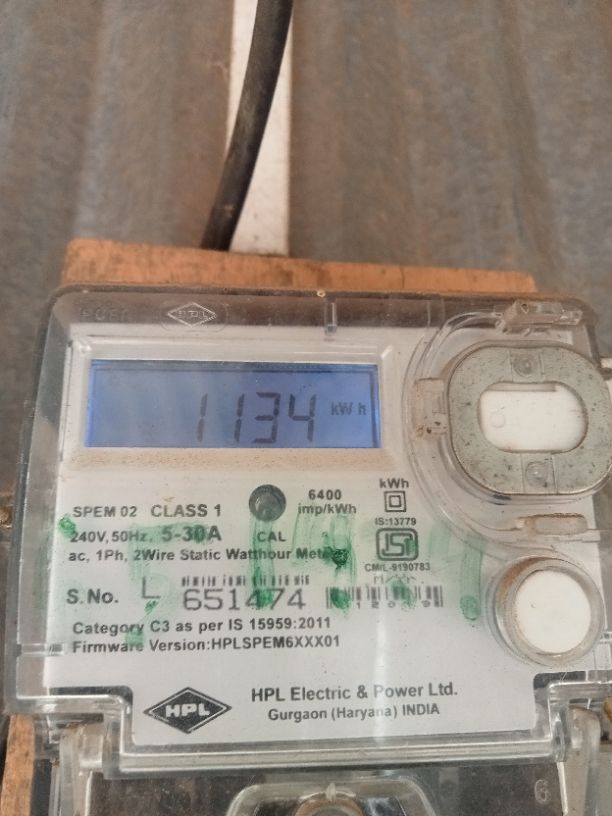 HPL
1134 kWh
kWh
6400
imp/kWh
IS:13779
SPEM 02 CLASS 1
240V, 50Hz, 5-30A CAL
ac, 1Ph, 2Wire Static Watthour Meter
CM/L-9190783
S.No. L 651474
Category C3 as per IS 15959:2011
Firmware Version:HPLSPEM6XXX01
HPL
HPL Electric & Power Ltd.
Gurgaon (Haryana) INDIA
G